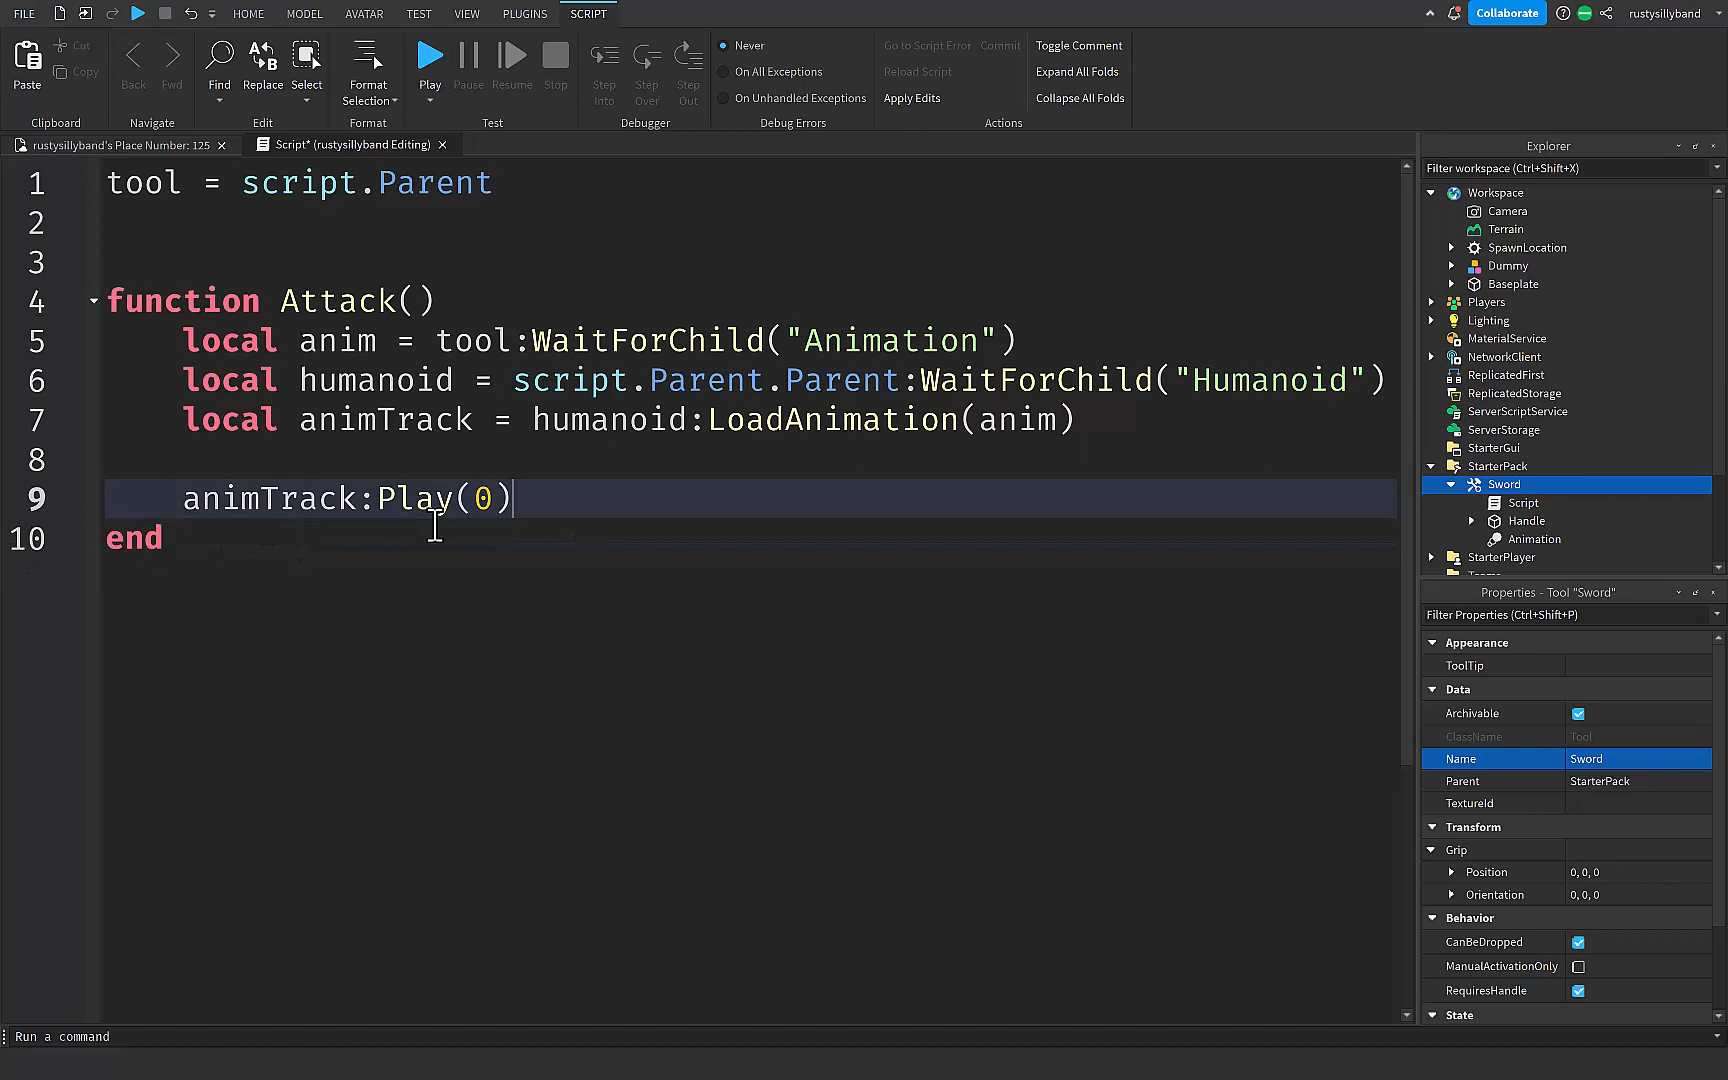 FILE HOME MODEL AVATAR TEST VIEW PLUGINS SCRIPT Collaborate rustysillyband
Paste Cut Copy Back Fwd Find Replace Select Format Selection Play Pause Resume Stop Step Into Step Over Step Out
Never
On All Exceptions
On Unhandled Exceptions
Go to Script Error Commit
Reload Script
Apply Edits
Toggle Comment
Expand All Folds
Collapse All Folds
Clipboard Navigate Edit Format Test Debugger Debug Errors Actions
rustysillyband's Place Number: 125 Script* (rustysillyband Editing)
1 tool = script.Parent
2
3
4 function Attack()
5 local anim = tool:WaitForChild("Animation")
6 local humanoid = script.Parent.Parent:WaitForChild("Humanoid")
7 local animTrack = humanoid:LoadAnimation(anim)
8
9 animTrack:Play(0)
10 end
Explorer
Filter workspace (Ctrl+Shift+X)
Workspace
Camera
Terrain
SpawnLocation
Dummy
Baseplate
Players
Lighting
MaterialService
NetworkClient
ReplicatedFirst
ReplicatedStorage
ServerScriptService
ServerStorage
StarterGui
StarterPack
Sword
Script
Handle
Animation
StarterPlayer
Properties - Tool "Sword"
Filter Properties (Ctrl+Shift+P)
Appearance
ToolTip
Data
Archivable
ClassName Tool
Name Sword
Parent StarterPack
TextureId
Transform
Grip
Position 0, 0, 0
Orientation 0, 0, 0
Behavior
CanBeDropped
ManualActivationOnly
RequiresHandle
State
Run a command